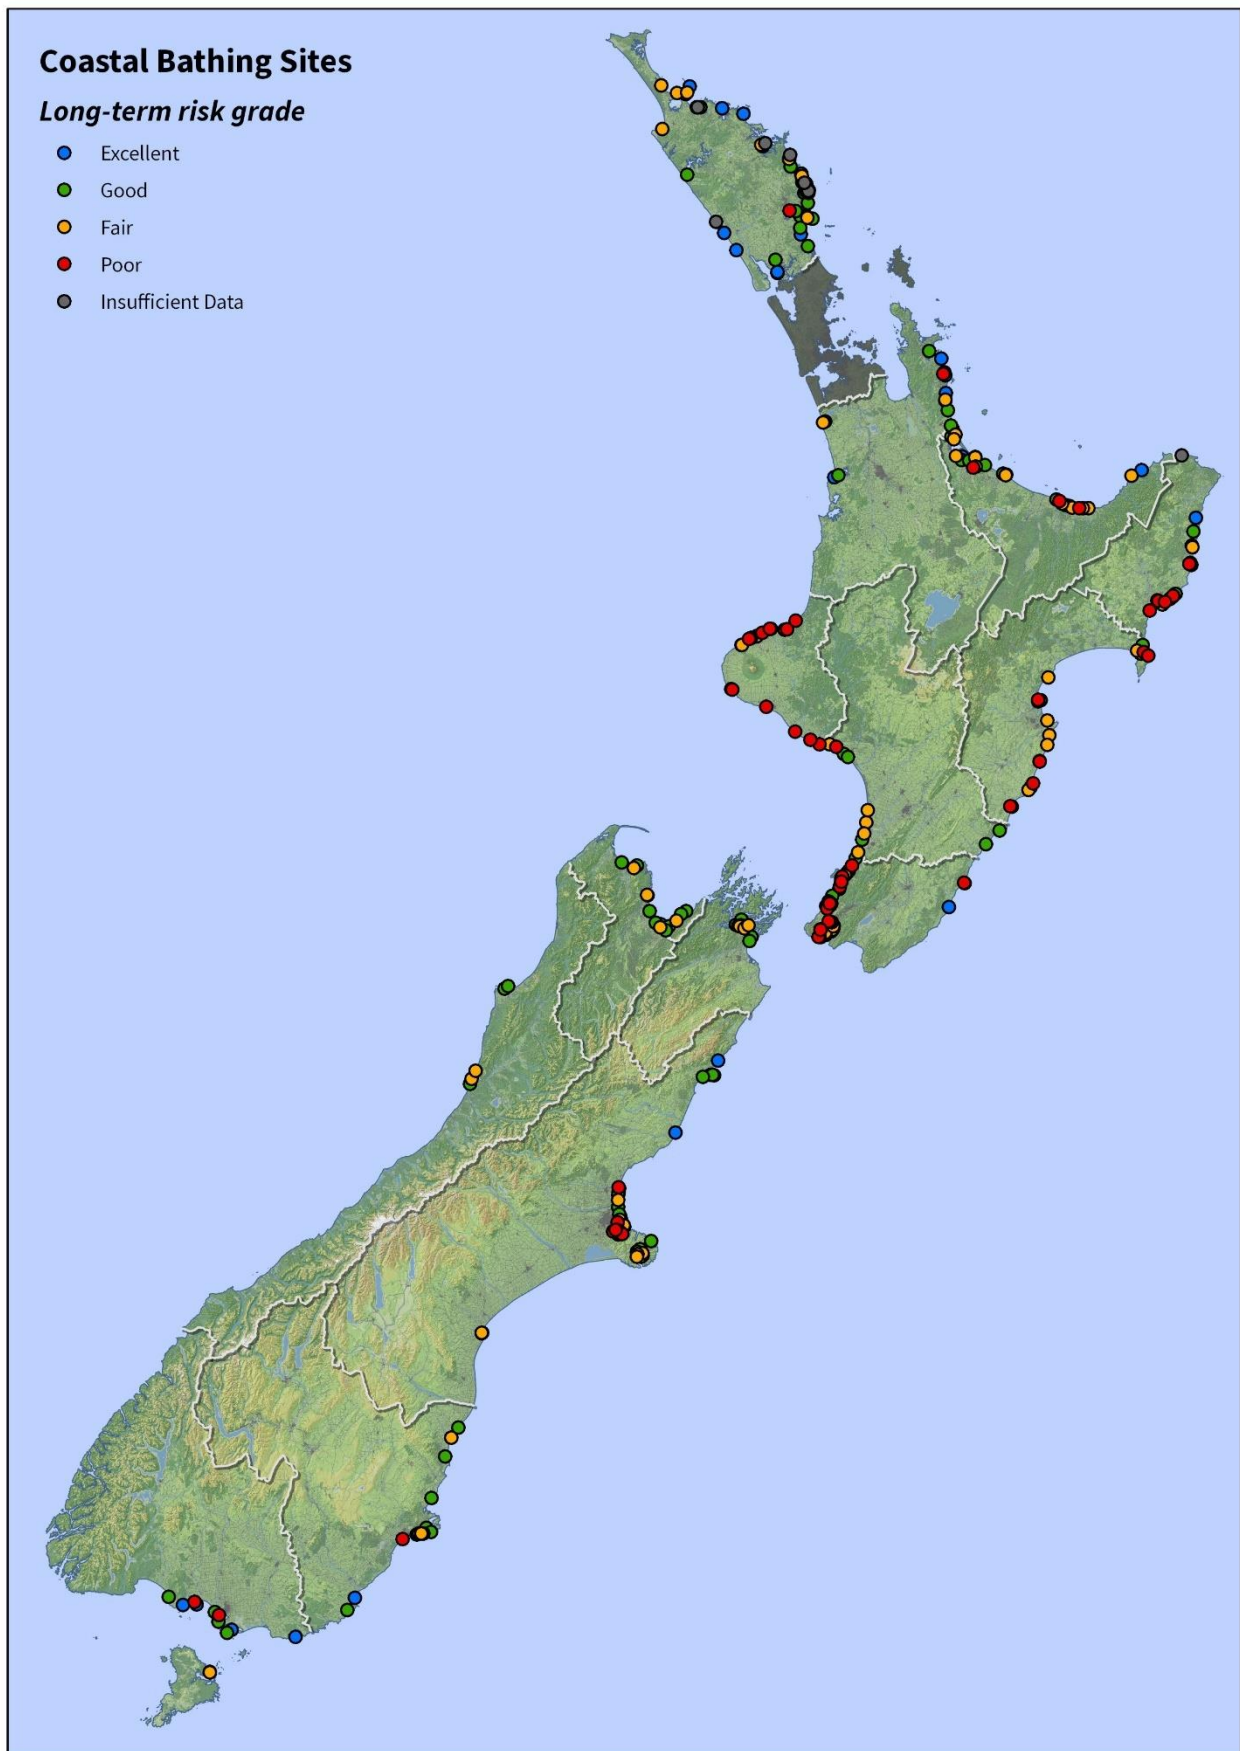 Coastal Bathing Sites
Long-term risk grade
Excellent
Good
Fair
Poor
Insufficient Data